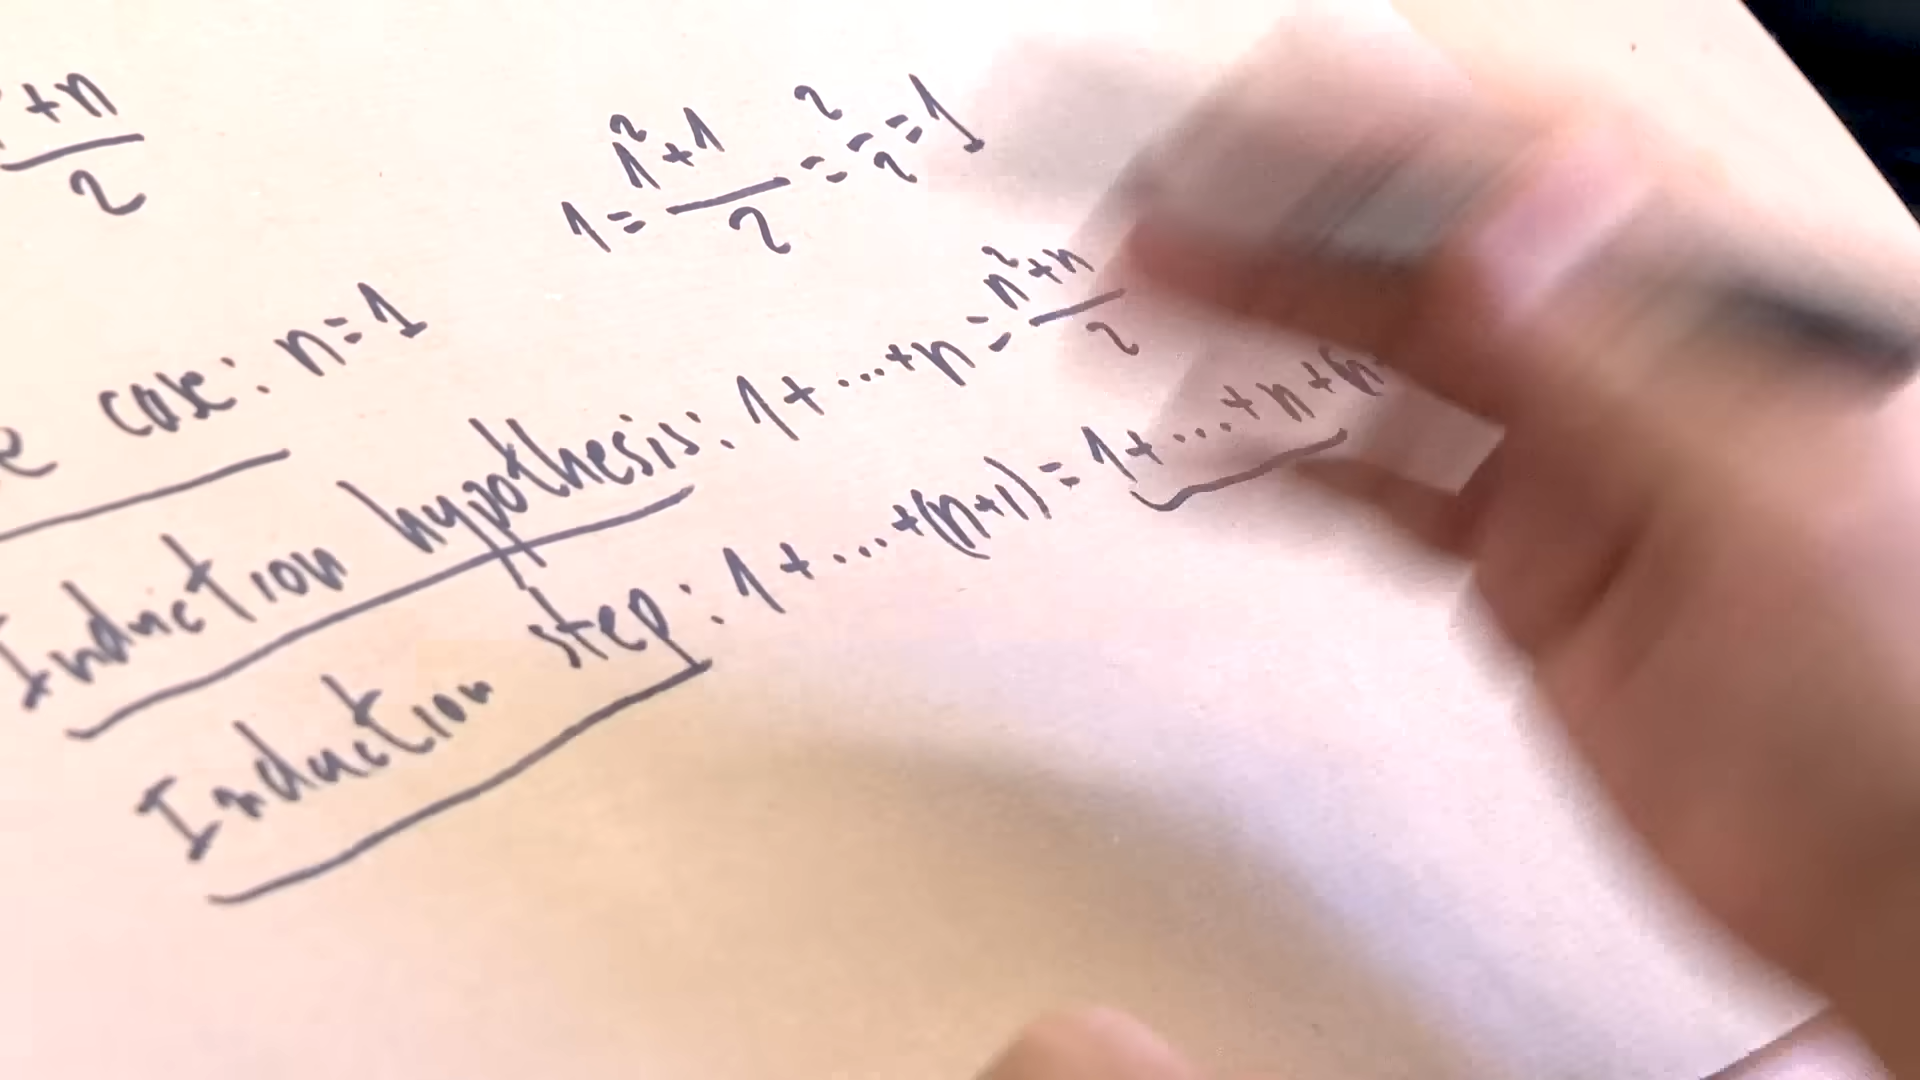 +n
2
1 = 1²+1/2 = 2/2 = 1
case: n=1
Induction hypothesis: 1+...+n = n²+n/2
Induction step: 1+...+(n+1) = 1+...+n+(n